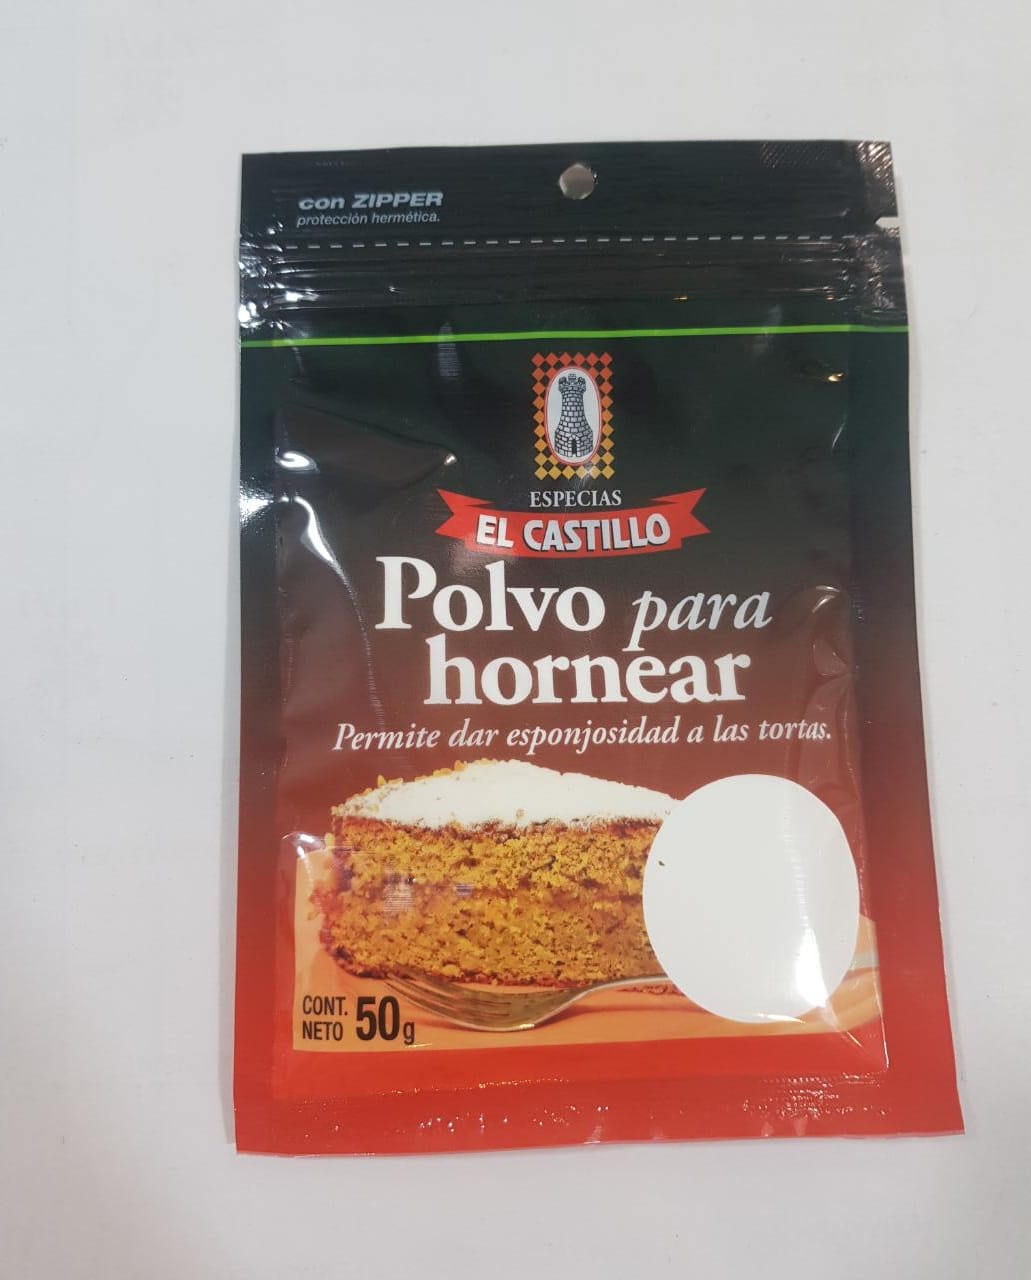 con ZIPPER
protección hermética.
ESPECIAS
EL CASTILLO
Polvo para
hornear
Permite dar esponjosidad a las tortas.
CONT.
NETO 50g